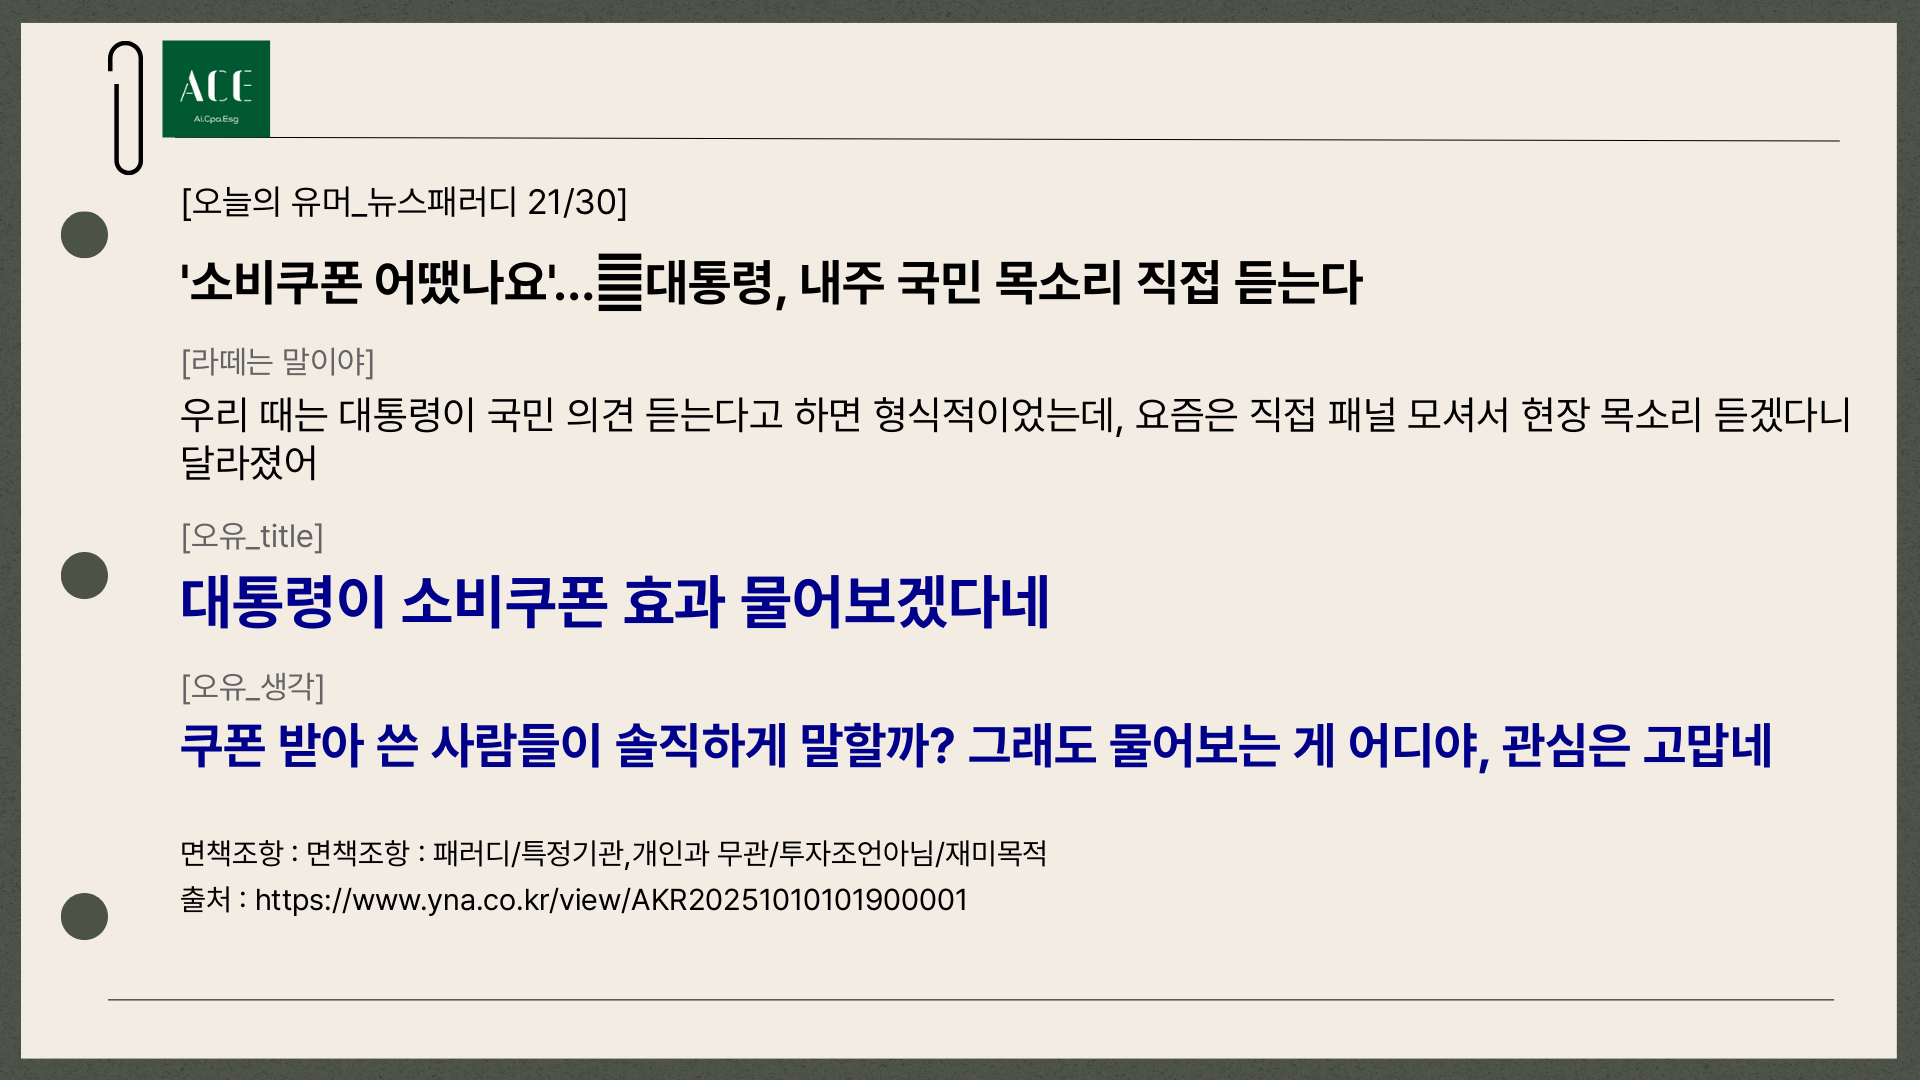 ACE
Ai.Cpa.Esg
[오늘의 유머_뉴스패러디 21/30]
'소비쿠폰 어땠나요'...대통령, 내주 국민 목소리 직접 듣는다
[라떼는 말이야]
우리 때는 대통령이 국민 의견 듣는다고 하면 형식적이었는데, 요즘은 직접 패널 모셔서 현장 목소리 듣겠다니
달라졌어
[오유_title]
대통령이 소비쿠폰 효과 물어보겠다네
[오유_생각]
쿠폰 받아 쓴 사람들이 솔직하게 말할까? 그래도 물어보는 게 어디야, 관심은 고맙네
면책조항 : 면책조항 : 패러디/특정기관,개인과 무관/투자조언아님/재미목적
출처 : https://www.yna.co.kr/view/AKR20251010101900001